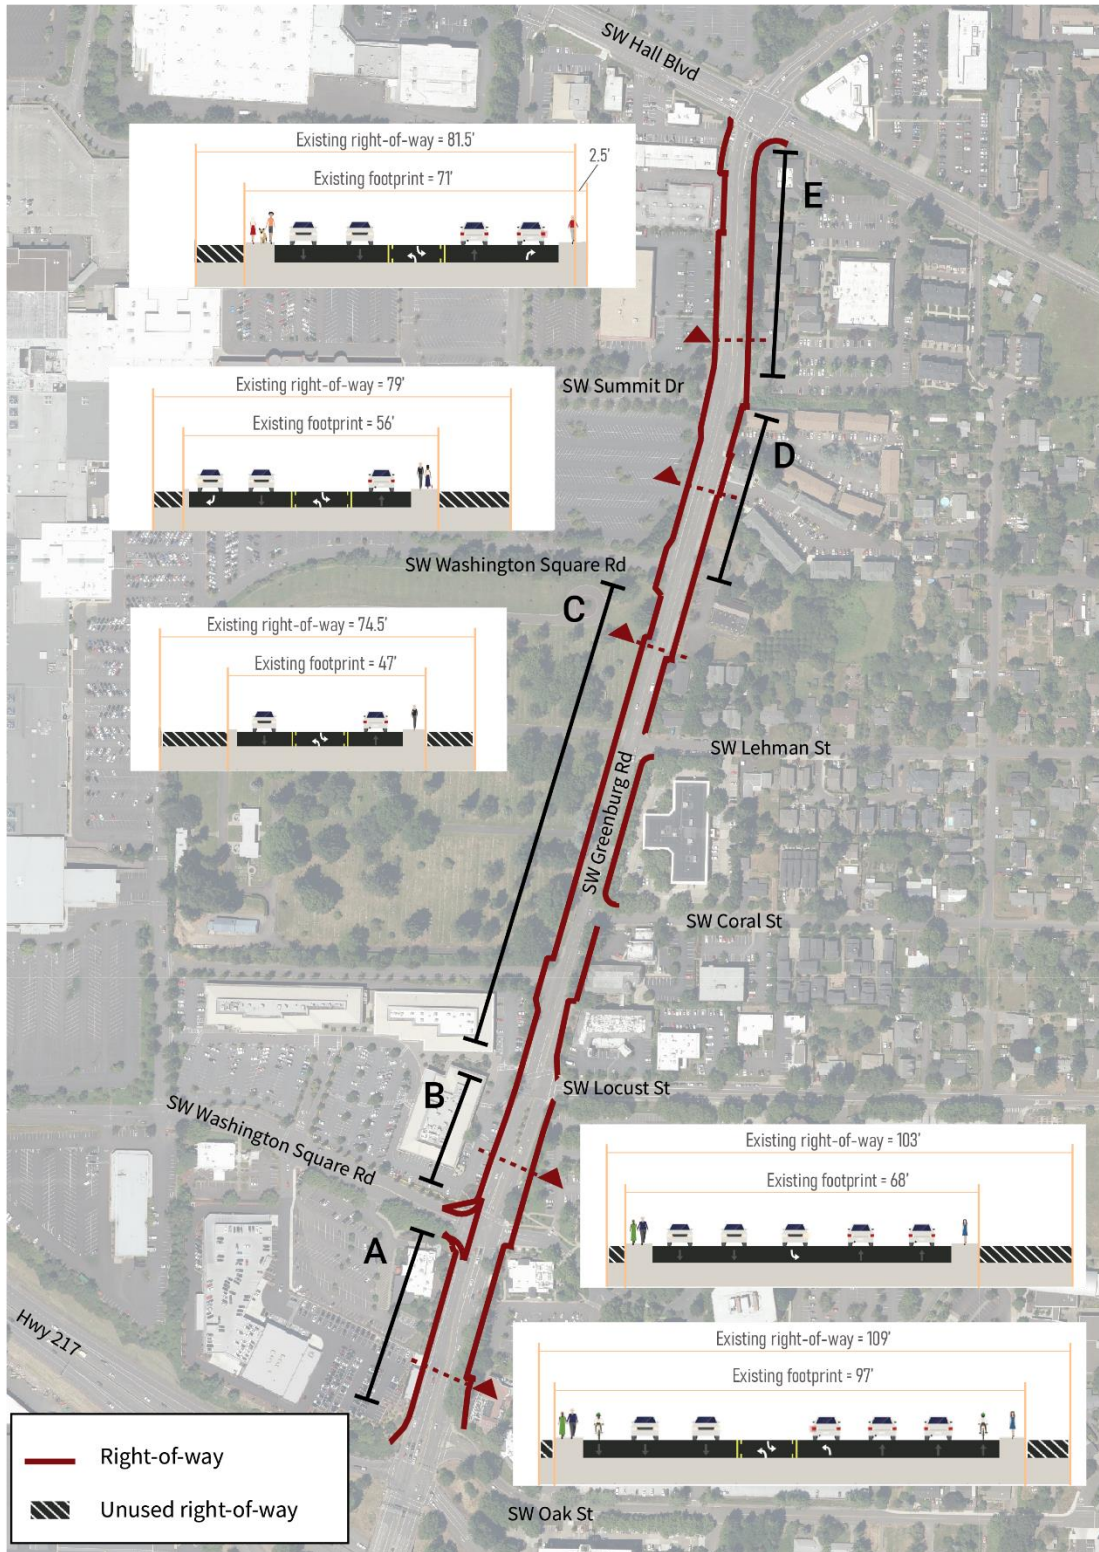 SW Hall Blvd
Existing right-of-way = 81.5'
2.5'
Existing footprint = 71'
E
SW Summit Dr
Existing right-of-way = 79'
Existing footprint = 56'
D
SW Washington Square Rd
C
Existing right-of-way = 74.5'
Existing footprint = 47'
SW Lehman St
SW Greenburg Rd
SW Coral St
SW Locust St
B
SW Washington Square Rd
Existing right-of-way = 103'
Existing footprint = 68'
A
Hwy 217
Existing right-of-way = 109'
Existing footprint = 97'
Right-of-way
Unused right-of-way
SW Oak St